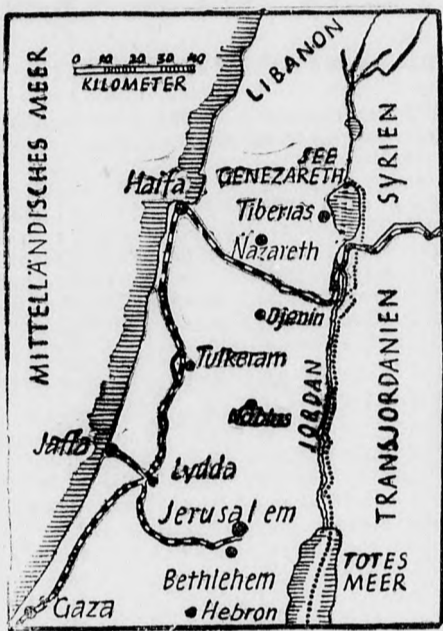 MITTELLÄNDISCHES MEER
0 10 20 30 40
KILOMETER
LIBANON
SYRIEN
SEE
GENEZARETH
Haifa
Tiberias
Nazareth
Djenin
Tulkeram
Nablus
JORDAN
TRANSJORDANIEN
Jaffa
Lydda
Jerusalem
Bethlehem
TOTES
MEER
Gaza
Hebron